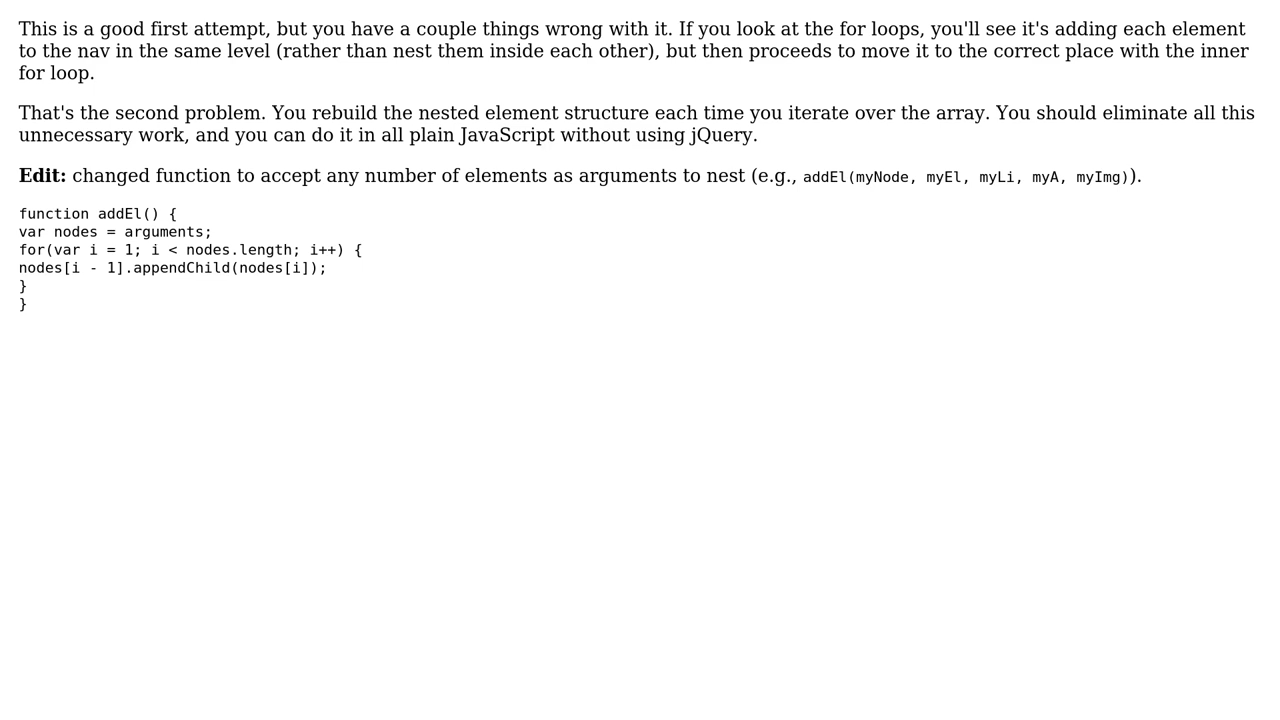 This is a good first attempt, but you have a couple things wrong with it. If you look at the for loops, you'll see it's adding each element
to the nav in the same level (rather than nest them inside each other), but then proceeds to move it to the correct place with the inner
for loop.
That's the second problem. You rebuild the nested element structure each time you iterate over the array. You should eliminate all this
unnecessary work, and you can do it in all plain JavaScript without using jQuery.
Edit: changed function to accept any number of elements as arguments to nest (e.g., addEl(myNode, myEl, myLi, myA, myImg)).
function addEl() {
var nodes = arguments;
for(var i = 1; i < nodes.length; i++) {
nodes[i - 1].appendChild(nodes[i]);
}
}